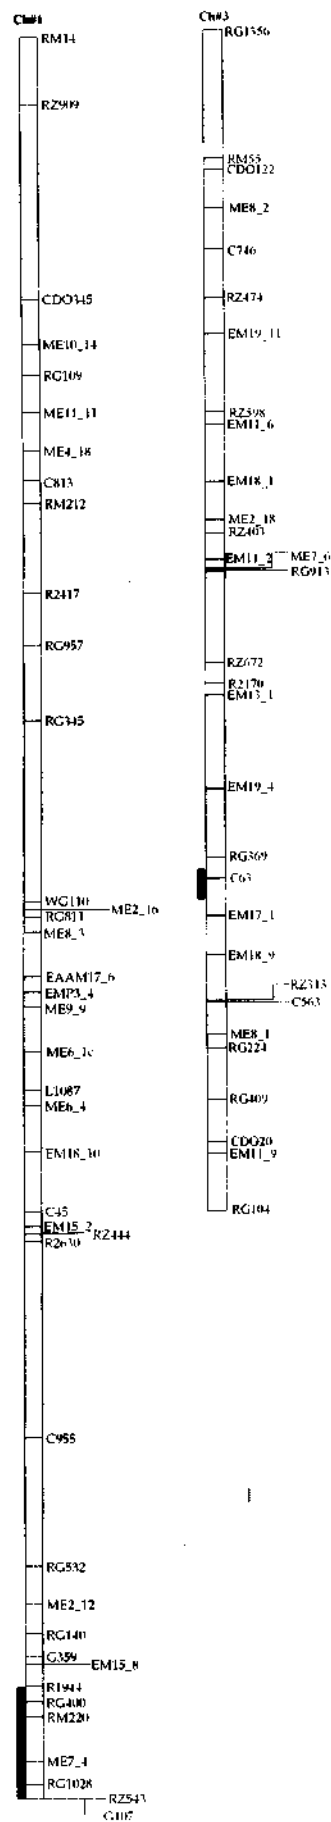 Ch#1
RM14
RZ909
CDO345
ME10_14
RG109
ME11_11
ME4_18
C813
RM212
R2417
RG957
RG345
WG110
ME2_16
RG811
ME8_3
EAAM17_6
EMP3_4
ME9_9
ME6_1c
L1087
ME6_4
EM18_10
C45
EM15_2
RZ444
R2630
C955
RG532
ME2_12
RG140
G359
EM15_8
R1944
RG400
RM220
ME7_4
RG1028
RZ543
G107
Ch#3
RG1356
RM55
CDO122
ME8_2
C746
RZ474
EM19_11
RZ598
EM11_6
EM18_1
ME2_18
RZ403
EM11_2
ME7_6
RG913
RZ672
R2170
EM13_1
EM19_4
RG369
C63
EM17_1
EM18_9
RZ313
C563
ME8_1
RG224
RG409
CDO20
EM11_9
RG104